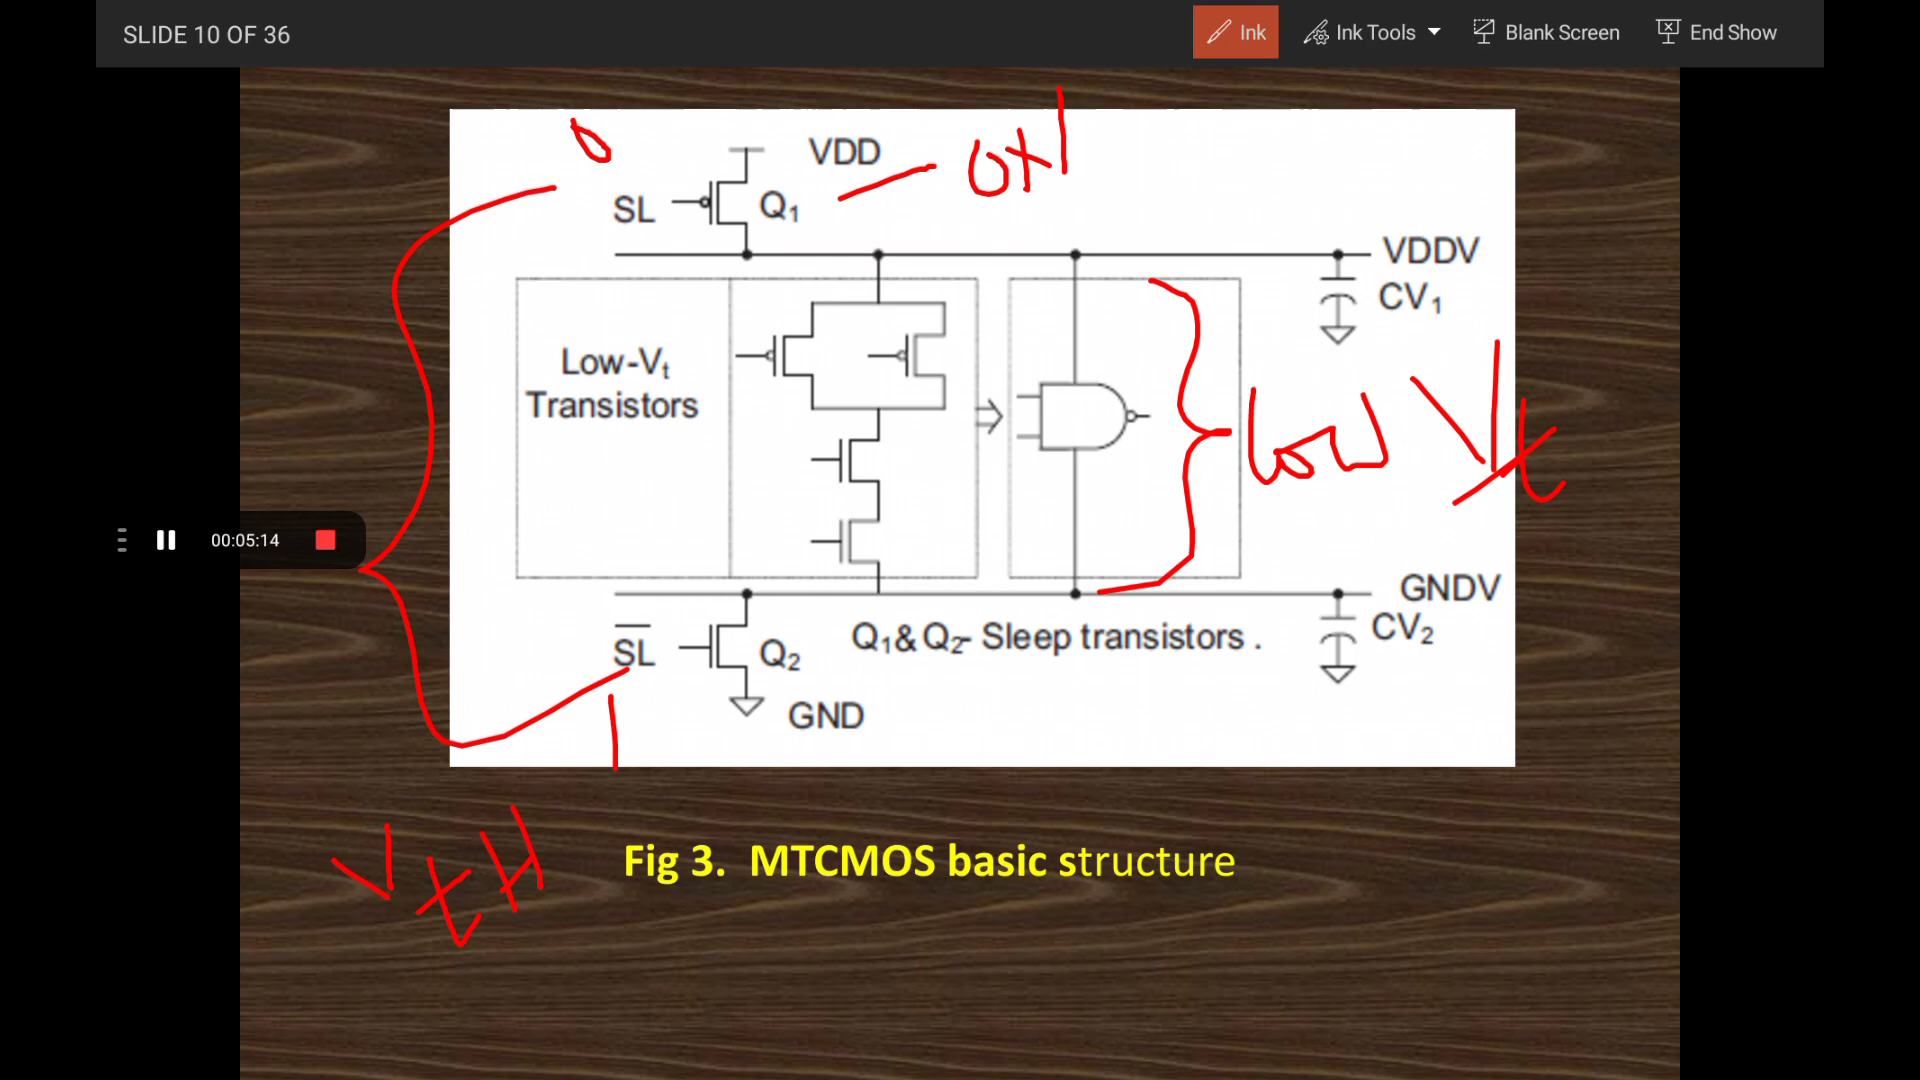 SLIDE 10 OF 36
Ink
Ink Tools
Blank Screen
End Show
0
VDD
SL
Q1
VDDV
CV1
Low-Vt
Transistors
low Vt
00:05:14
GNDV
CV2
SL
Q2
Q1&Q2- Sleep transistors .
GND
1
VtH
Fig 3. MTCMOS basic structure